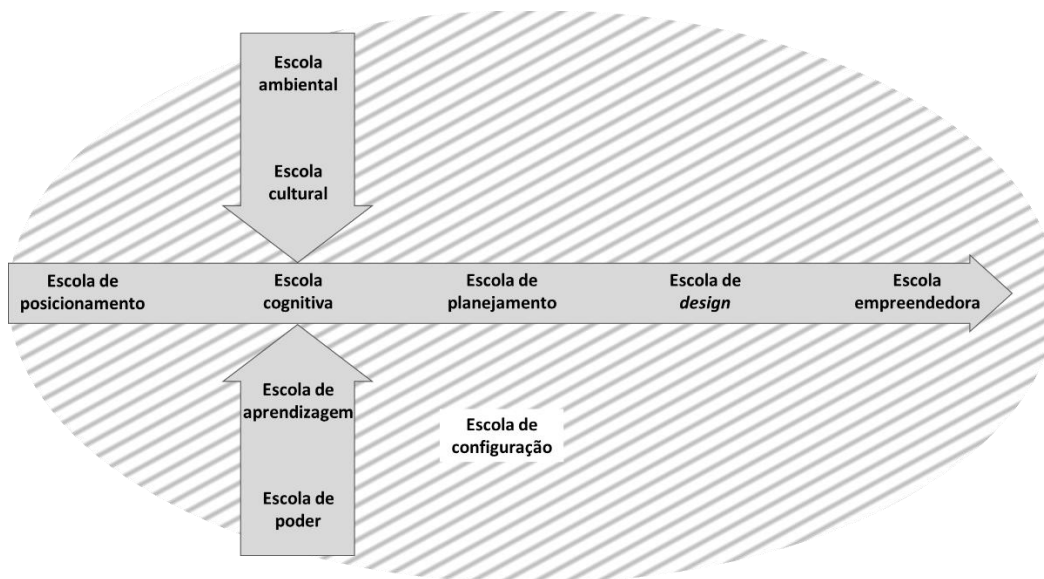 Escola
ambiental
Escola
cultural
Escola de
posicionamento
Escola
cognitiva
Escola de
planejamento
Escola de
design
Escola
empreendedora
Escola de
aprendizagem
Escola de
configuração
Escola de
poder